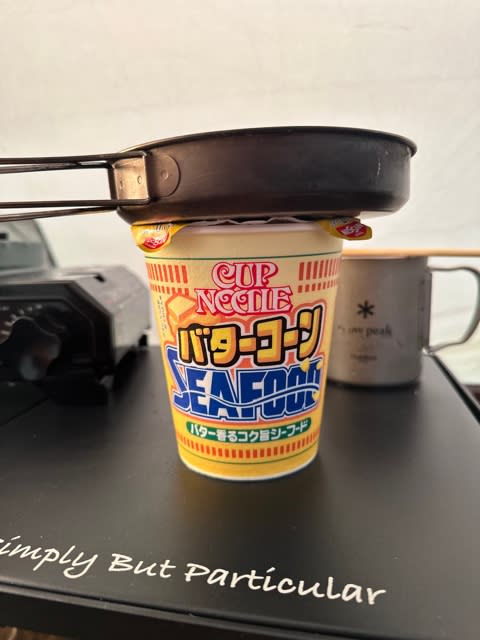 CUP
NOODLE
バターコーン
SEAFOOD
バター香るコク旨シーフード
snow peak
Simply But Particular